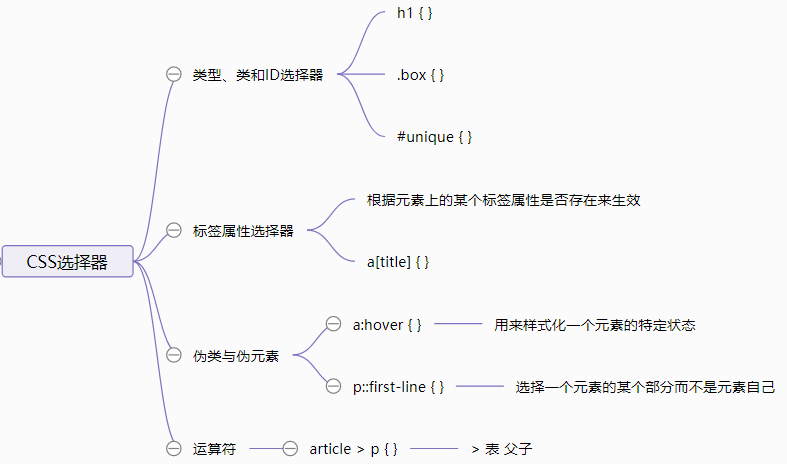 CSS选择器
类型、类和ID选择器
h1 { }
.box { }
#unique { }
标签属性选择器
根据元素上的某个标签属性是否存在来生效
a[title] { }
伪类与伪元素
a:hover { }
用来样式化一个元素的特定状态
p::first-line { }
选择一个元素的某个部分而不是元素自己
运算符
article > p { }
> 表 父子